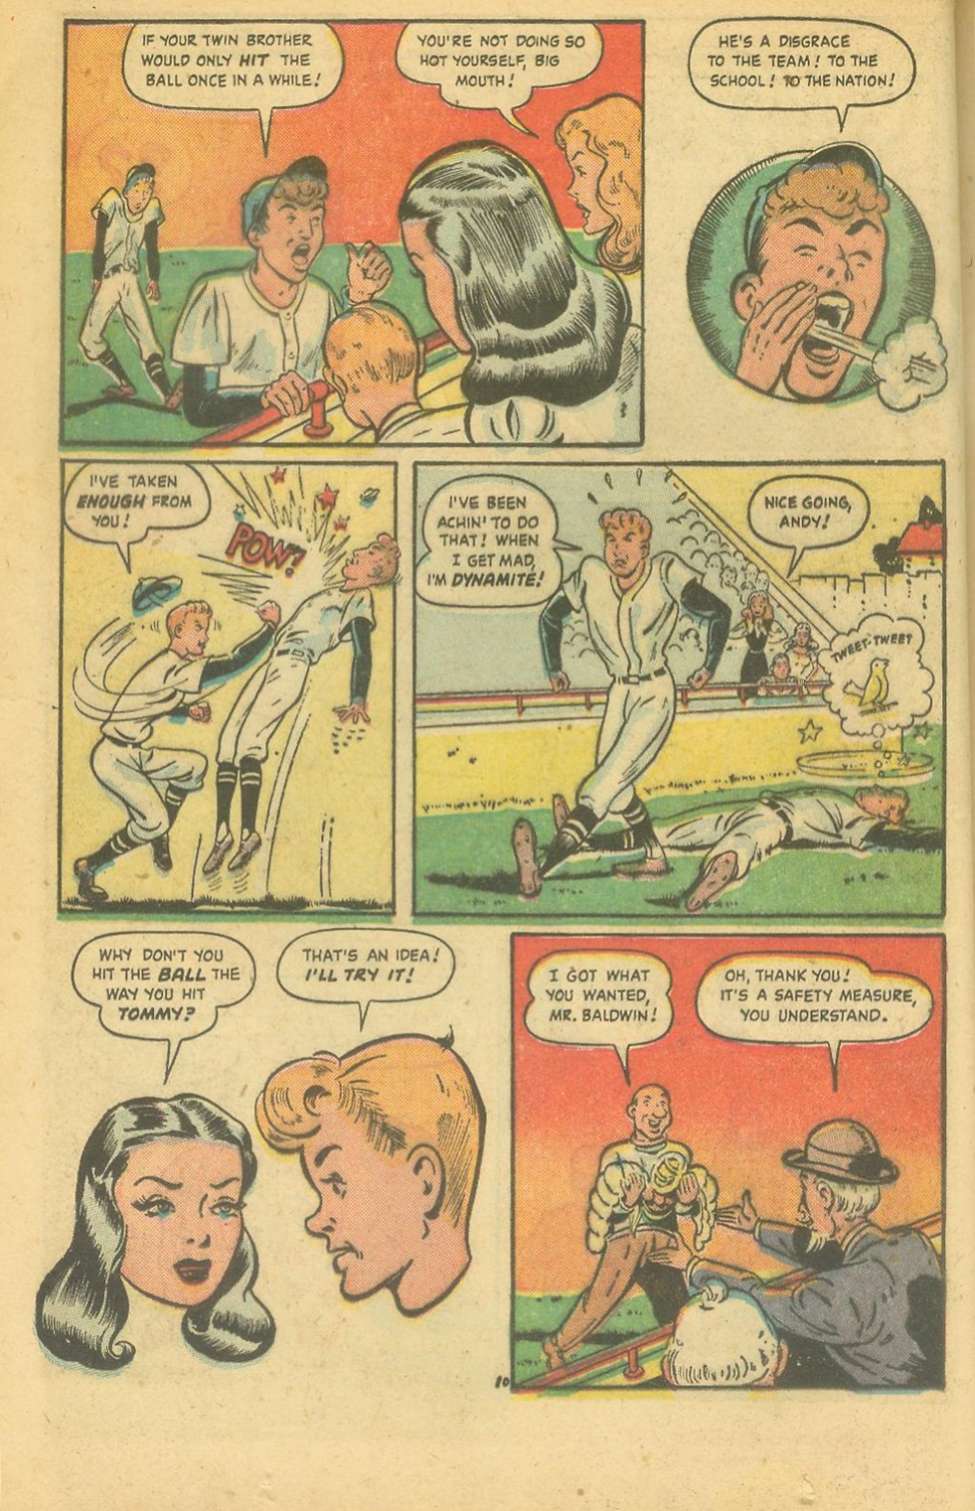 IF YOUR TWIN BROTHER
WOULD ONLY HIT THE
BALL ONCE IN A WHILE!
YOU'RE NOT DOING SO
HOT YOURSELF, BIG
MOUTH!
HE'S A DISGRACE
TO THE TEAM! TO THE
SCHOOL! TO THE NATION!
I'VE TAKEN
ENOUGH FROM
YOU!
POW!
I'VE BEEN
ACHIN' TO DO
THAT! WHEN
I GET MAD,
I'M DYNAMITE!
NICE GOING,
ANDY!
TWEET-TWEET
WHY DON'T YOU
HIT THE BALL THE
WAY YOU HIT
TOMMY?
THAT'S AN IDEA!
I'LL TRY IT!
I GOT WHAT
YOU WANTED,
MR. BALDWIN!
OH, THANK YOU!
IT'S A SAFETY MEASURE,
YOU UNDERSTAND.
10